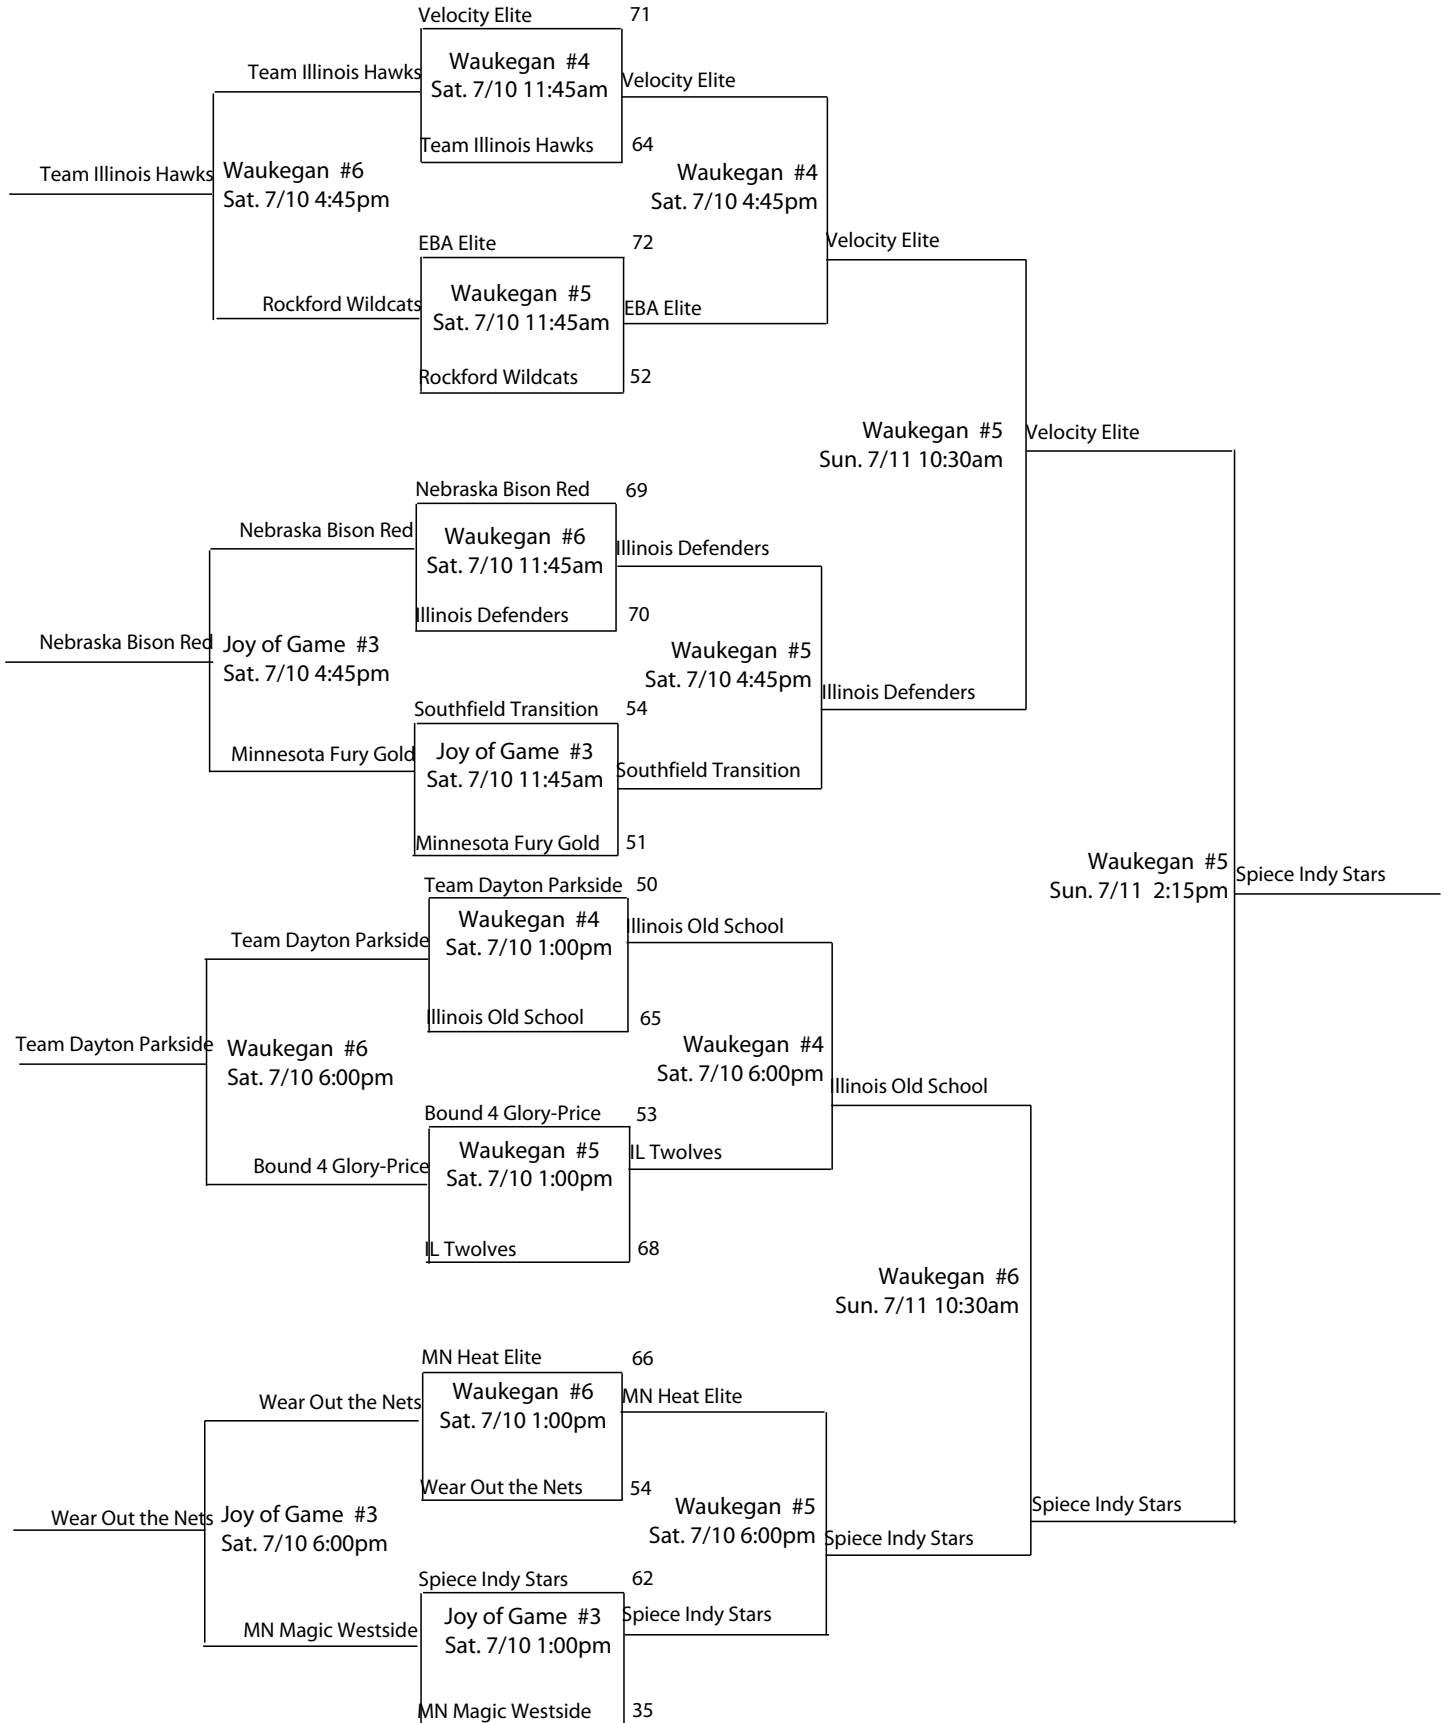 Velocity Elite 71
Waukegan #4
Team Illinois Hawks
Sat. 7/10 11:45am
Velocity Elite
Team Illinois Hawks 64
Team Illinois Hawks
Waukegan #6
Sat. 7/10 4:45pm
Waukegan #4
Sat. 7/10 4:45pm
EBA Elite 72
Velocity Elite
Rockford Wildcats
Waukegan #5
Sat. 7/10 11:45am
EBA Elite
Rockford Wildcats 52
Waukegan #5
Sun. 7/11 10:30am
Velocity Elite
Nebraska Bison Red 69
Nebraska Bison Red
Waukegan #6
Sat. 7/10 11:45am
Illinois Defenders
Illinois Defenders 70
Nebraska Bison Red
Joy of Game #3
Sat. 7/10 4:45pm
Waukegan #5
Sat. 7/10 4:45pm
Illinois Defenders
Southfield Transition 54
Minnesota Fury Gold
Joy of Game #3
Sat. 7/10 11:45am
Southfield Transition
Minnesota Fury Gold 51
Waukegan #5
Sun. 7/11 2:15pm
Spiece Indy Stars
Team Dayton Parkside 50
Team Dayton Parkside
Waukegan #4
Sat. 7/10 1:00pm
Illinois Old School
Illinois Old School 65
Team Dayton Parkside
Waukegan #6
Sat. 7/10 6:00pm
Waukegan #4
Sat. 7/10 6:00pm
Illinois Old School
Bound 4 Glory-Price 53
Bound 4 Glory-Price
Waukegan #5
Sat. 7/10 1:00pm
IL Twolves
IL Twolves 68
Waukegan #6
Sun. 7/11 10:30am
MN Heat Elite 66
Wear Out the Nets
Waukegan #6
Sat. 7/10 1:00pm
MN Heat Elite
Wear Out the Nets 54
Wear Out the Nets
Joy of Game #3
Sat. 7/10 6:00pm
Waukegan #5
Sat. 7/10 6:00pm
Spiece Indy Stars
Spiece Indy Stars
Spiece Indy Stars 62
MN Magic Westside
Joy of Game #3
Sat. 7/10 1:00pm
Spiece Indy Stars
MN Magic Westside 35